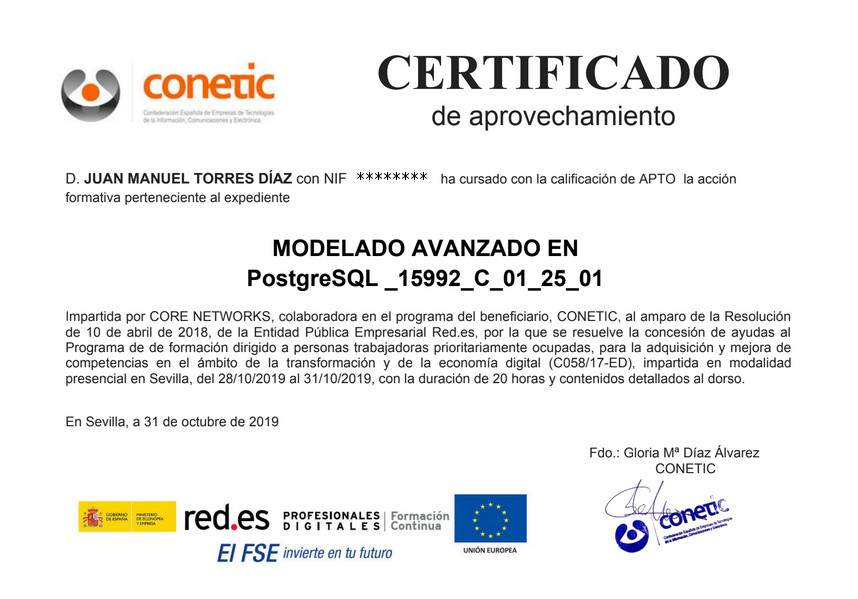 conetic
Confederación Española de Empresas de Tecnologías
de la Información, Comunicaciones y Electrónica.
CERTIFICADO
de aprovechamiento
D. JUAN MANUEL TORRES DÍAZ con NIF ******** ha cursado con la calificación de APTO la acción
formativa perteneciente al expediente
MODELADO AVANZADO EN
PostgreSQL _15992_C_01_25_01
Impartida por CORE NETWORKS, colaboradora en el programa del beneficiario, CONETIC, al amparo de la Resolución
de 10 de abril de 2018, de la Entidad Pública Empresarial Red.es, por la que se resuelve la concesión de ayudas al
Programa de de formación dirigido a personas trabajadoras prioritariamente ocupadas, para la adquisición y mejora de
competencias en el ámbito de la transformación y de la economía digital (C058/17-ED), impartida en modalidad
presencial en Sevilla, del 28/10/2019 al 31/10/2019, con la duración de 20 horas y contenidos detallados al dorso.
En Sevilla, a 31 de octubre de 2019
Fdo.: Gloria Mª Díaz Álvarez
CONETIC
GOBIERNO
DE ESPAÑA
MINISTERIO
DE ECONOMÍA
Y EMPRESA
red.es
PROFESIONALES
DIGITALES
Formación
Continua
El FSE invierte en tu futuro
UNIÓN EUROPEA
conetic
Confederación Española de Empresas de Tecnologías
de la Información, Comunicaciones y Electrónica